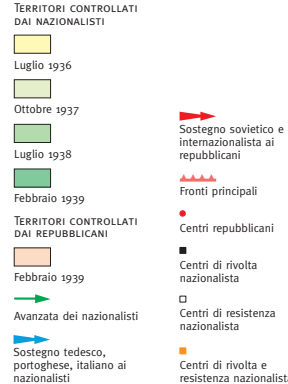 TERRITORI CONTROLLATI
DAI NAZIONALISTI
Luglio 1936
Ottobre 1937
Luglio 1938
Febbraio 1939
TERRITORI CONTROLLATI
DAI REPUBBLICANI
Febbraio 1939
Avanzata dei nazionalisti
Sostegno tedesco,
portoghese, italiano ai
nazionalisti
Sostegno sovietico e
internazionalista ai
repubblicani
Fronti principali
Centri repubblicani
Centri di rivolta
nazionalista
Centri di resistenza
nazionalista
Centri di rivolta e
resistenza nazionalista